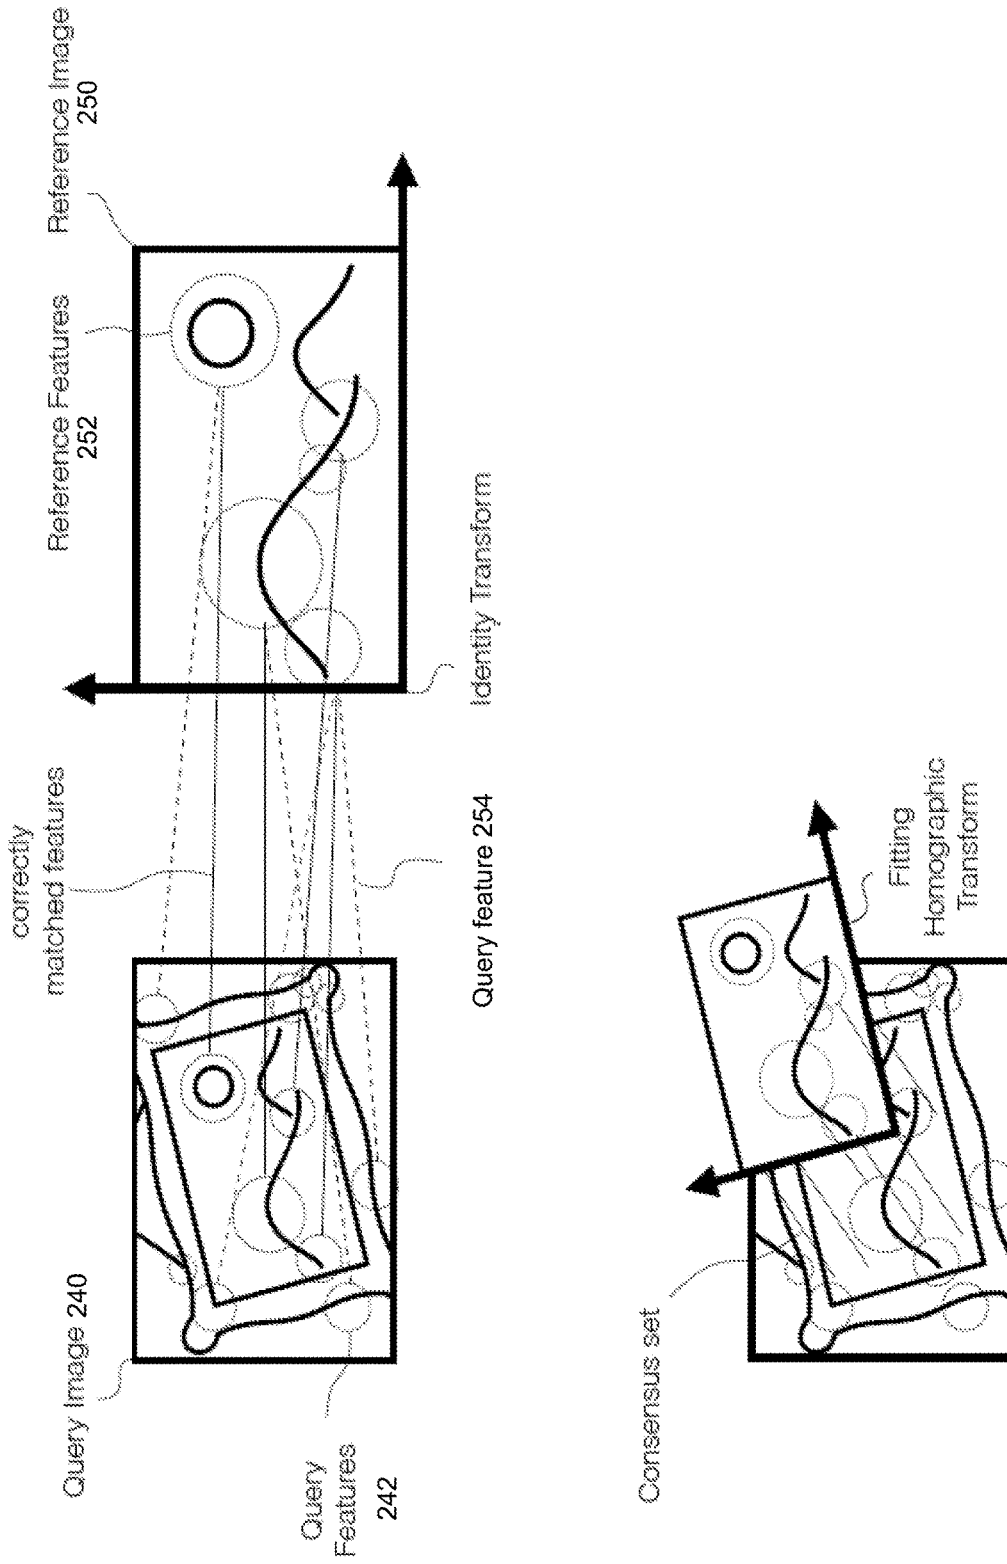 Query Image 240
Query
Features
242
correctly
matched features
Query feature 254
Reference Features
252
Reference Image
250
Identity Transform
Consensus set
Fitting
Homographic
Transform